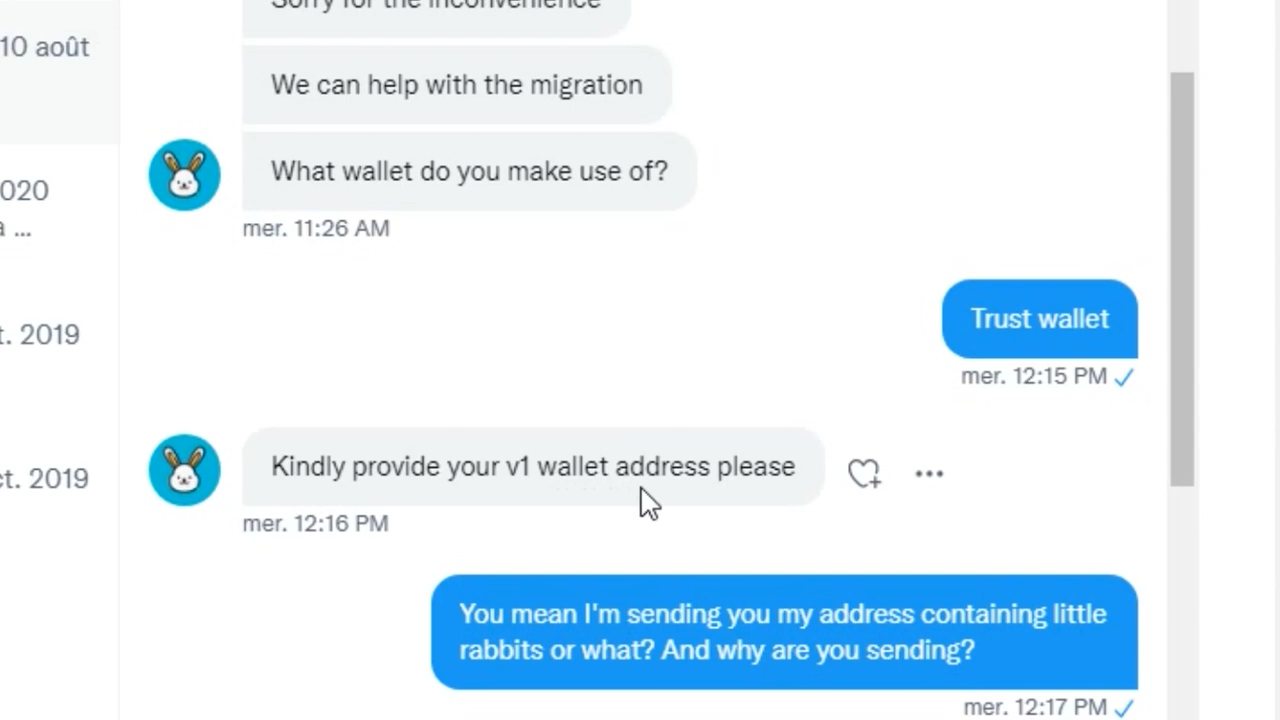 Sorry for the inconvenience
10 août
We can help with the migration
What wallet do you make use of?
2020
...
mer. 11:26 AM
Trust wallet
t. 2019
mer. 12:15 PM
Kindly provide your v1 wallet address please
ct. 2019
mer. 12:16 PM
You mean I'm sending you my address containing little
rabbits or what? And why are you sending?
mer. 12:17 PM